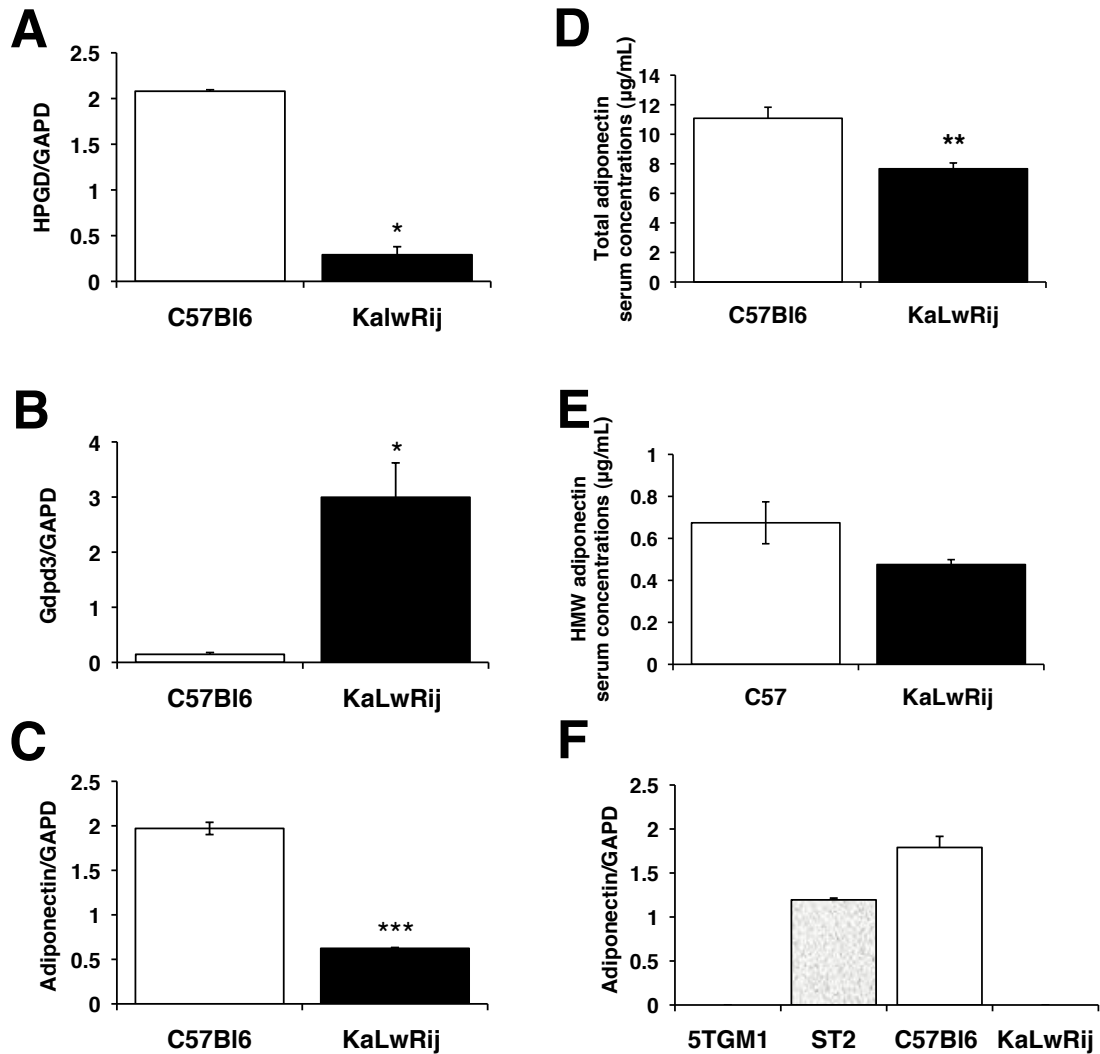 A
HPGD/GAPD
2.5
2
1.5
1
0.5
0
*
C57Bl6
KalwRij
B
Gdpd3/GAPD
4
3
2
1
0
*
C57Bl6
KaLwRij
C
Adiponectin/GAPD
2.5
2
1.5
1
0.5
0
***
C57Bl6
KaLwRij
D
Total adiponectin
serum concentrations (µg/mL)
14
12
10
8
6
4
2
0
**
C57Bl6
KaLwRij
E
HMW adiponectin
serum concentrations (µg/mL)
1
0.8
0.6
0.4
0.2
0
C57
KaLwRij
F
Adiponectin/GAPD
2.5
2
1.5
1
0.5
0
5TGM1
ST2
C57Bl6
KaLwRij